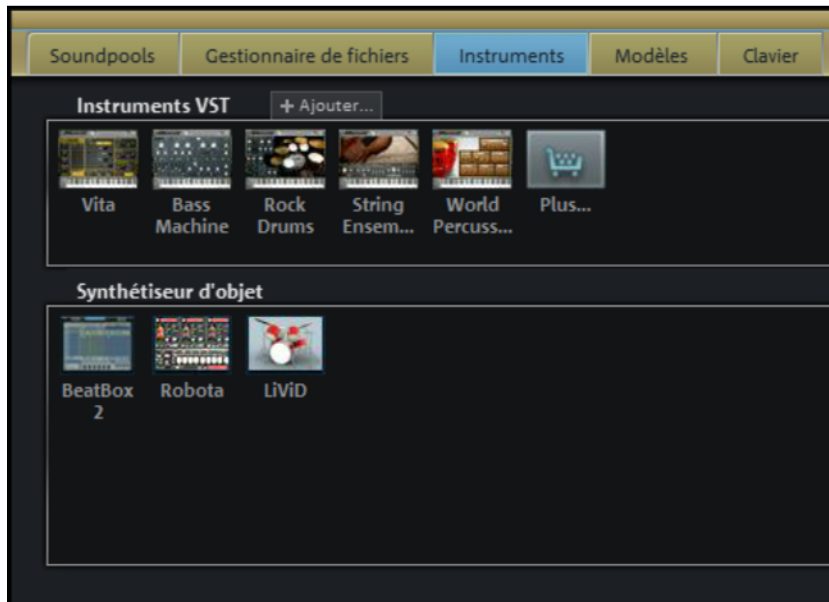 Soundpools
Gestionnaire de fichiers
Instruments
Modèles
Clavier
Instruments VST
+ Ajouter...
Vita
Bass
Machine
Rock
Drums
String
Ensem...
World
Percuss...
Plus...
Synthétiseur d'objet
BeatBox
2
Robota
LiViD